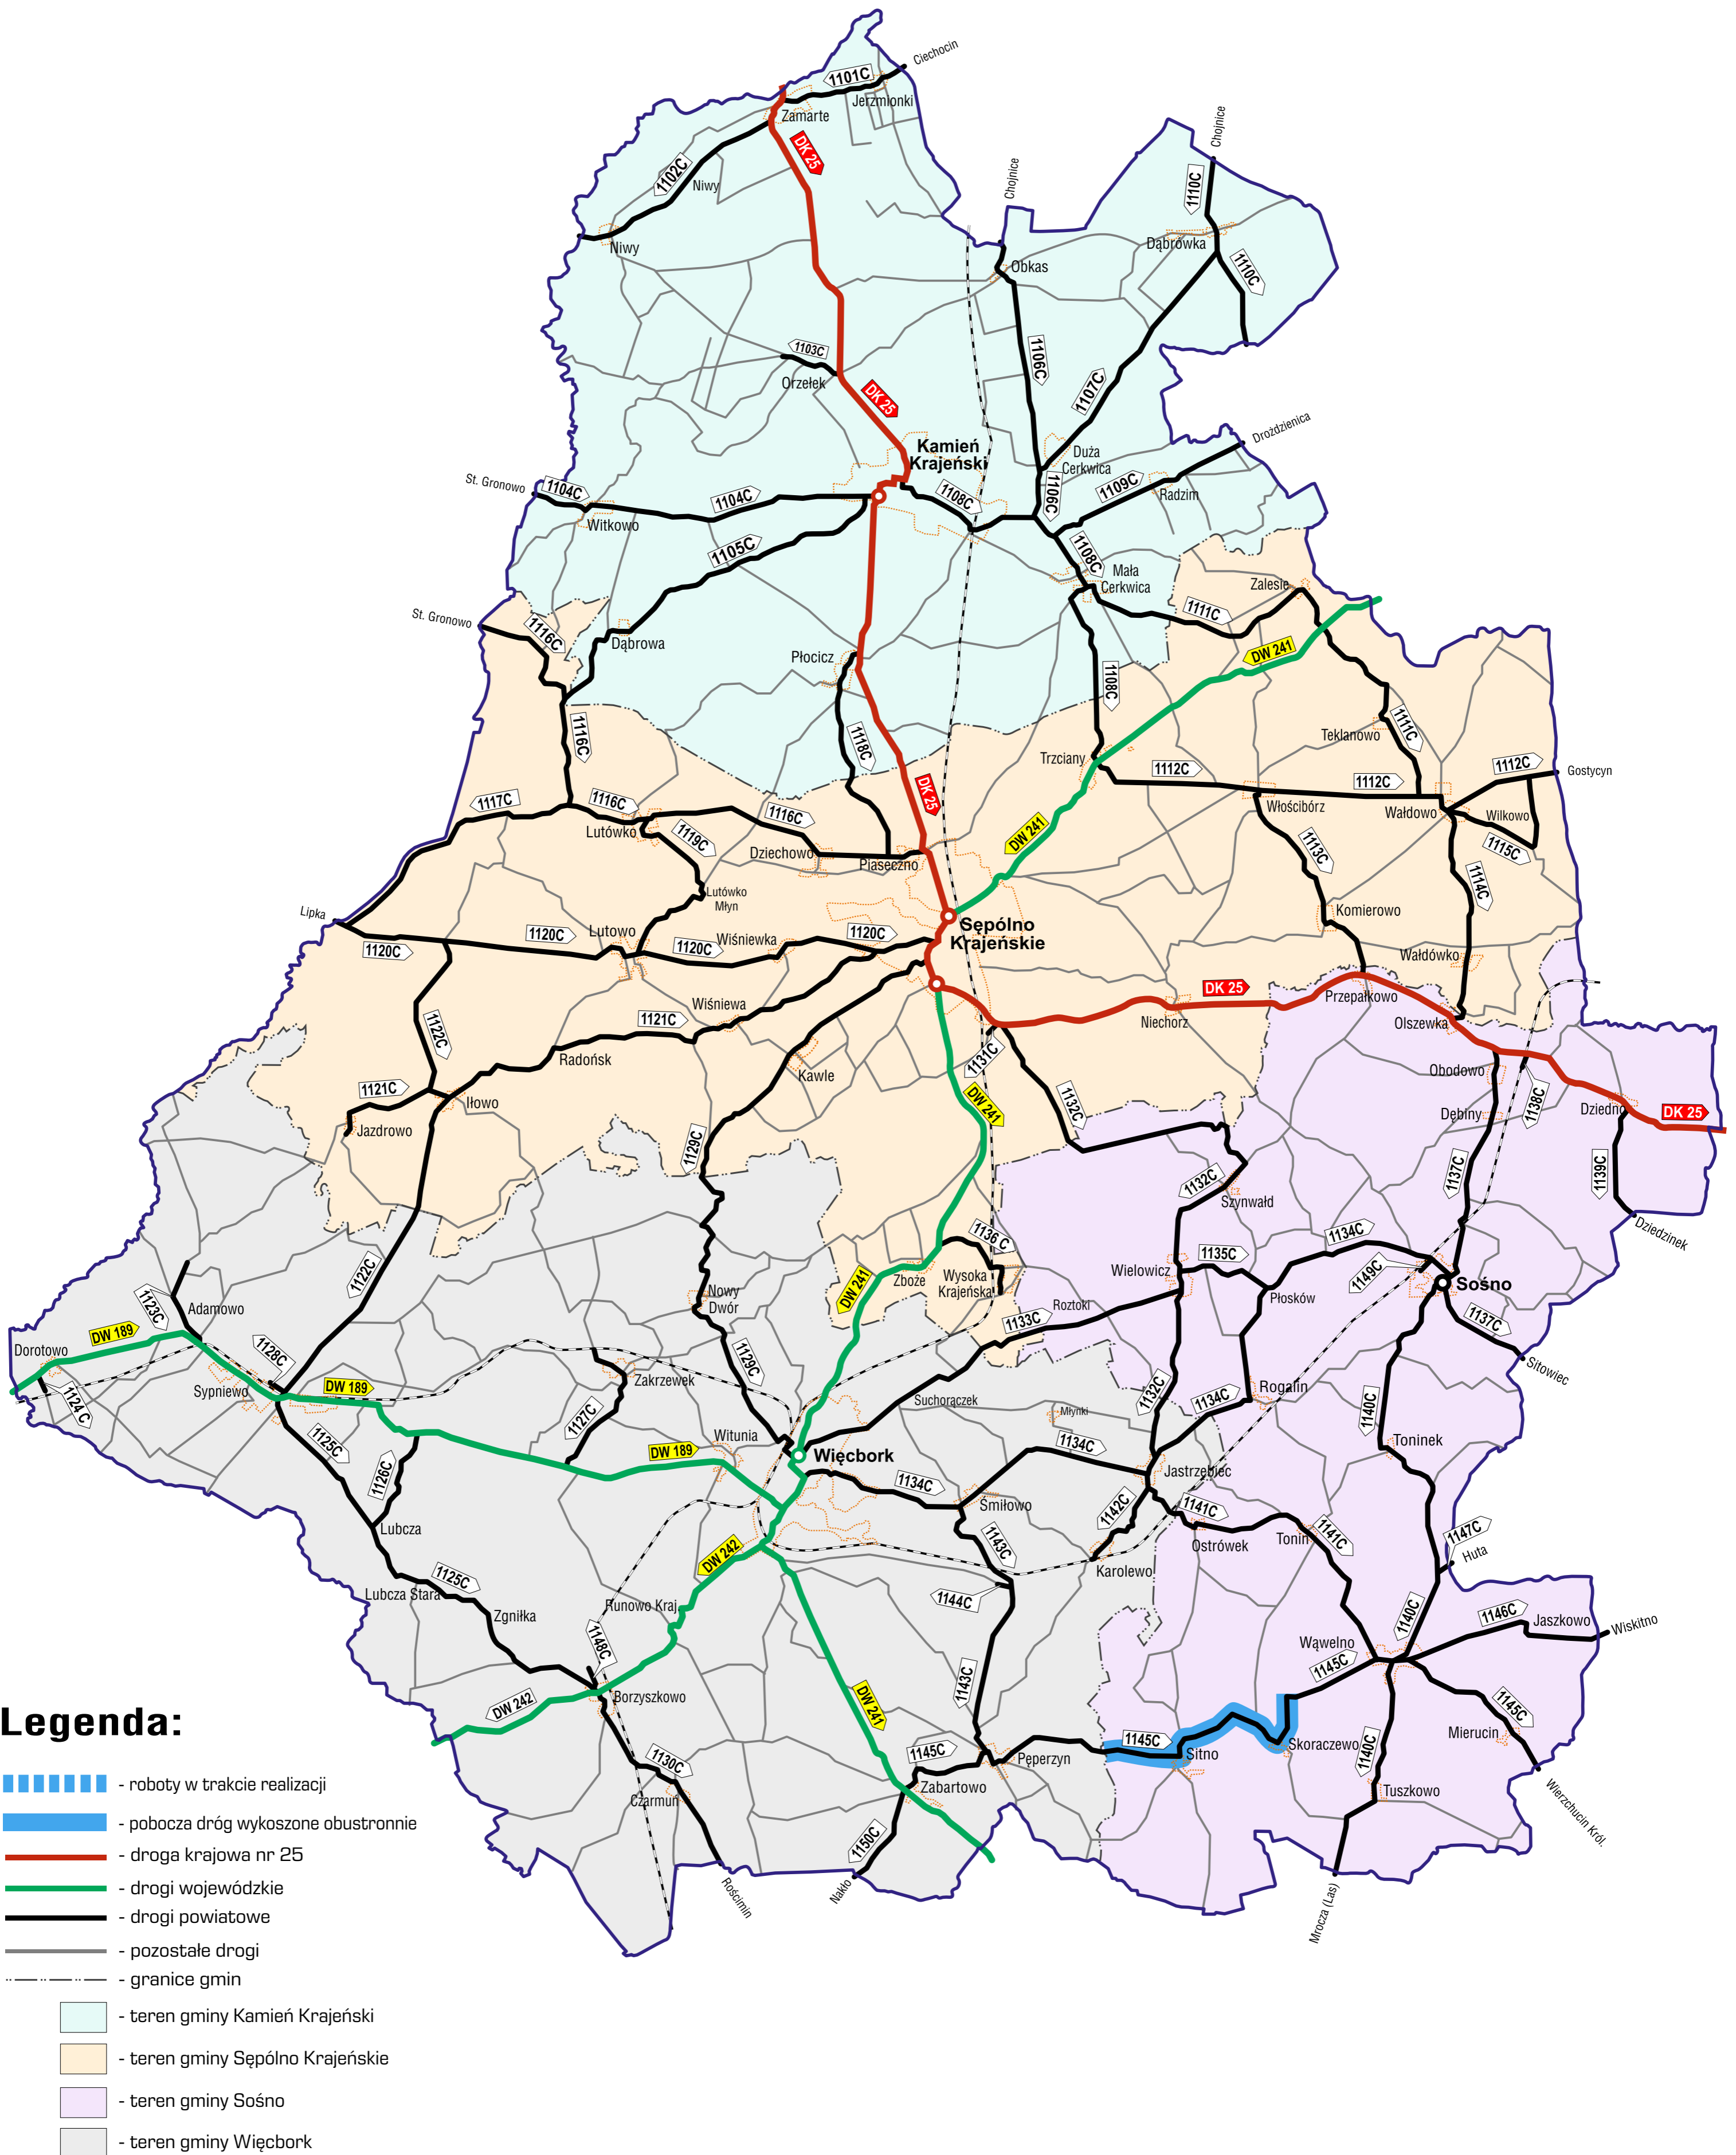 Ciechocin
1101C
Jerzmionki
Zamarte
DK 25
1102C
Niwy
Niwy
Chojnice
Chojnice
1110C
Dąbrówka
1110C
Obkas
1103C
Orzełek
1106C
1107C
DK 25
Kamień
Krajeński
Duża
Cerkwica
Drożdzienica
St. Gronowo
1104C
1104C
Witkowo
1108C
1106C
1109C
Radzim
1105C
1108C
Mała
Cerkwica
Zalesie
St. Gronowo
1116C
Dąbrowa
1111C
DW 241
Płocicz
1108C
1116C
1118C
Teklanowo
1111C
Trzciany
1112C
1112C
1112C
Gostycyn
DK 25
1117C
1116C
1116C
Lutówko
1119C
DW 241
Włościbórz
Wałdowo
Wilkowo
1115C
Dziechowo
Piaseczno
1113C
1114C
Lutówko
Młyn
Lipka
Komierowo
Sępólno
Krajeńskie
1120C
1120C
Lutowo
1120C
Wiśniewka
1120C
Wałdówko
DK 25
Przepałkowo
Wiśniewa
1121C
Niechorz
Olszewka
1122C
Radońsk
1131C
Kawle
Obodowo
1121C
Iłowo
DW 241
1132C
Dębiny
1138C
Dziedno
DK 25
Jazdrowo
1129C
1132C
Szynwałd
1137C
1139C
Dziedzinek
1136 C
1134C
1122C
Zboże
Wysoka
Krajeńska
Wielowicz
1135C
1149C
Sośno
DW 241
Nowy
Dwór
Roztoki
Płosków
1123C
Adamowo
1133C
1137C
Sitowiec
DW 189
Dorotowo
1128C
1129C
1124 C
Sypniewo
DW 189
Zakrzewek
Suchorączek
1132C
Rogalin
1134C
1127C
Młynki
1140C
1125C
Witunia
DW 189
Więcbork
1134C
Toninek
1126C
1134C
Jastrzębiec
Śmiłowo
1142C
1141C
Lubcza
Ostrówek
Tonin
1141C
1147C
Huta
DW 242
1143C
Karolewo
1125C
Lubcza Stara
1144C
Zgniłka
Runowo Kraj.
1140C
1146C
Jaszkowo
Wiskitno
1148C
Wąwelno
1145C
1143C
Borzyszkowo
DW 242
DW 241
1145C
Mierucin
1145C
Sitno
Skoraczewo
1140C
1130C
1145C
Pęperzyn
Czarmuń
Zabartowo
Tuszkowo
Wierzchucin Król.
1150C
Nakło
Rościmin
Mrocza (Las)
Legenda:
- roboty w trakcie realizacji
- pobocza dróg wykoszone obustronnie
- droga krajowa nr 25
- drogi wojewódzkie
- drogi powiatowe
- pozostałe drogi
- granice gmin
- teren gminy Kamień Krajeński
- teren gminy Sępólno Krajeńskie
- teren gminy Sośno
- teren gminy Więcbork